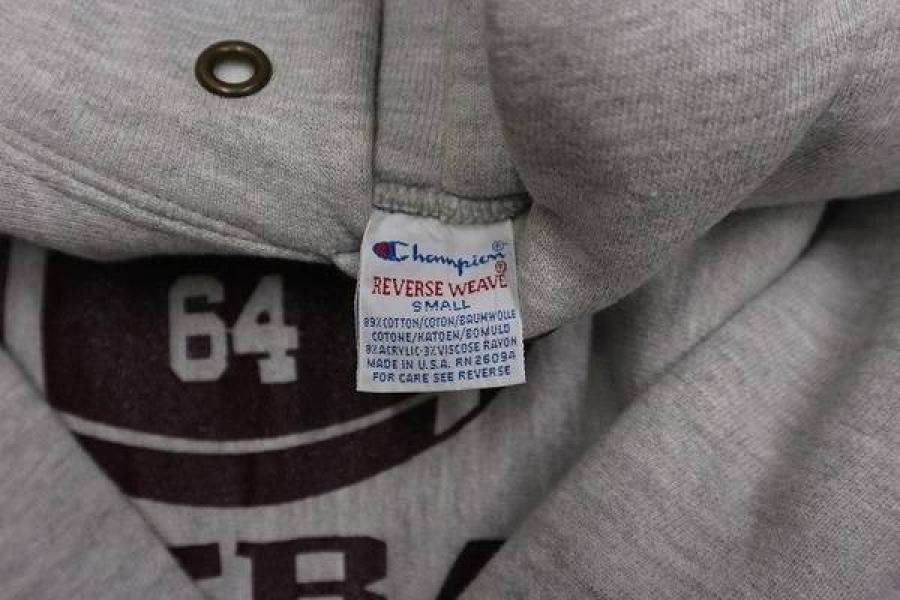 64
Champion®
REVERSE WEAVE®
SMALL
89%COTTON/COTON/BAUMWOLLE
COTONE/KATOEN/BOMULD
8%ACRYLIC-3%VISCOSE RAYON
MADE IN U.S.A. RN 26094
FOR CARE SEE REVERSE